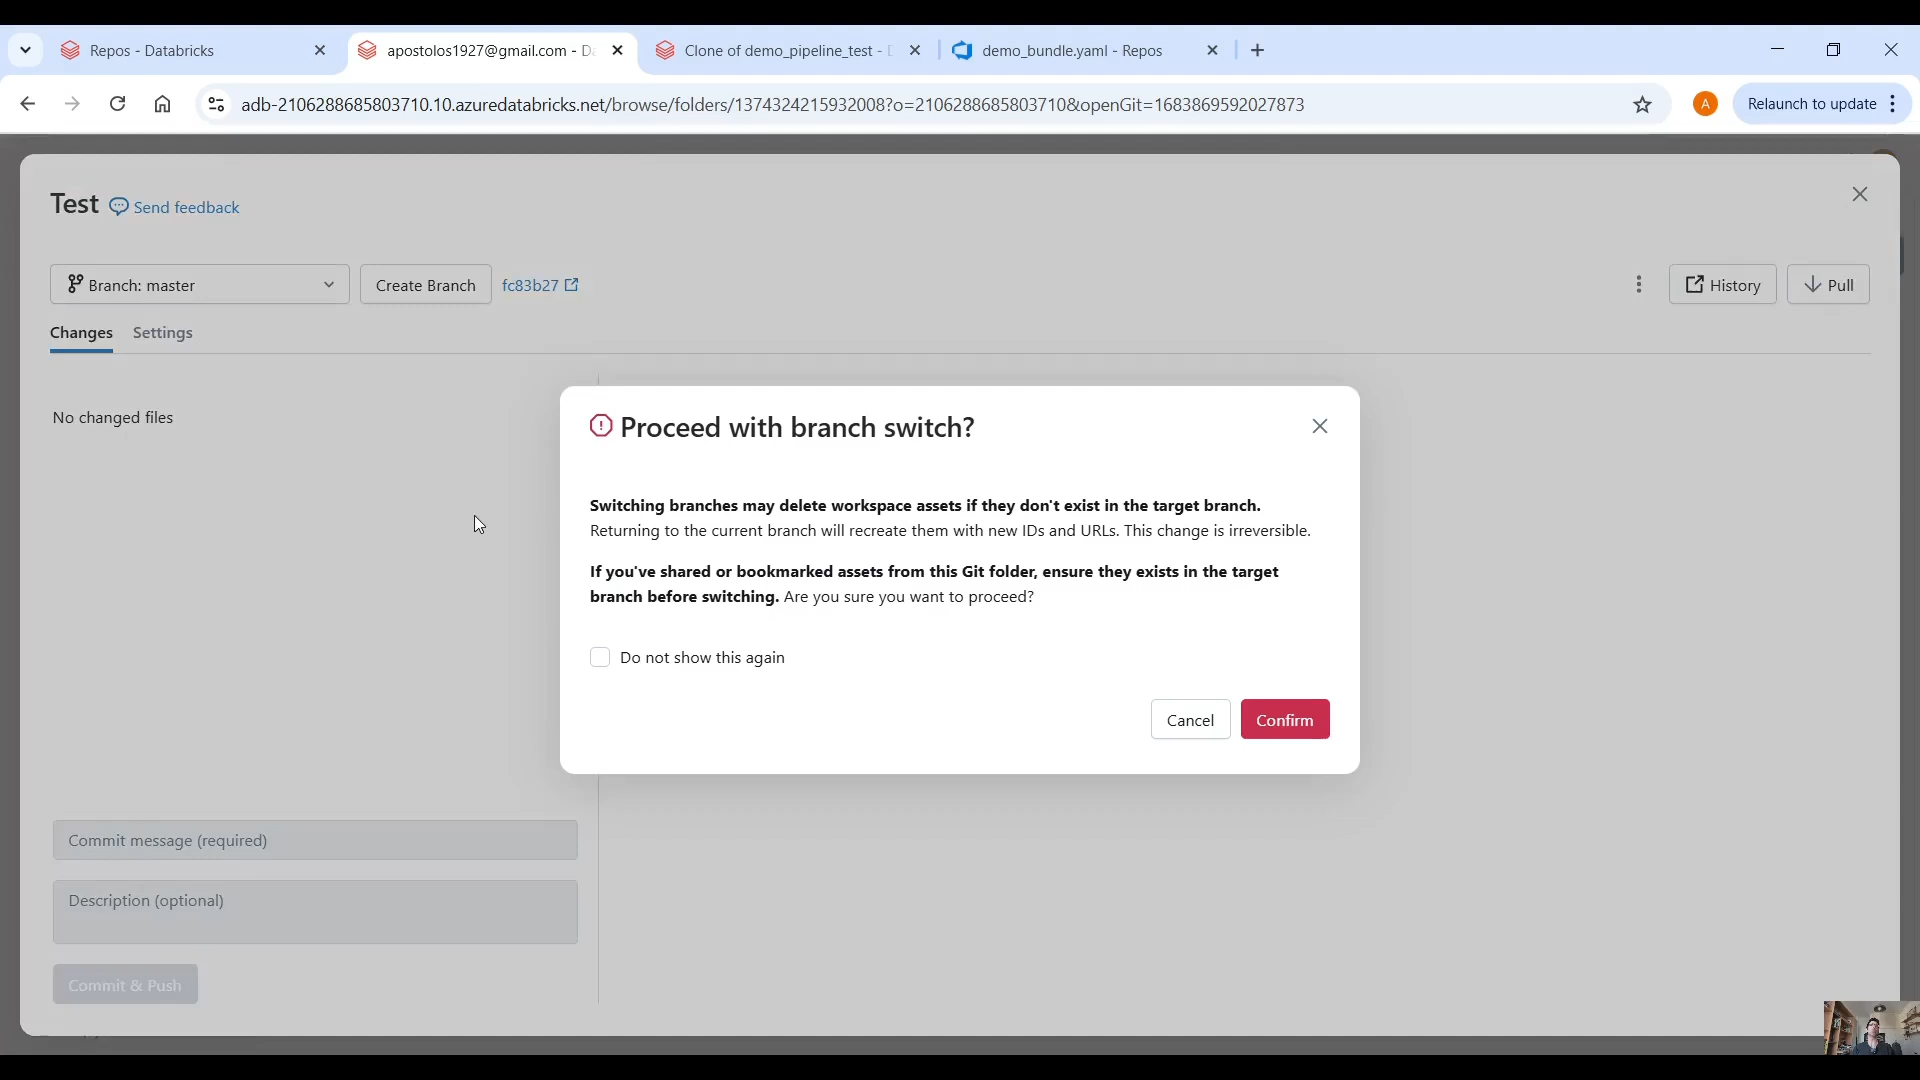 Repos - Databricks
apostolos1927@gmail.com - Da
Clone of demo_pipeline_test - D
demo_bundle.yaml - Repos
adb-2106288685803710.10.azuredatabricks.net/browse/folders/1374324215932008?o=2106288685803710&openGit=1683869592027873
A
Relaunch to update
Test
Send feedback
Branch: master
Create Branch
fc83b27
History
Pull
Changes
Settings
No changed files
Proceed with branch switch?
Switching branches may delete workspace assets if they don't exist in the target branch.
Returning to the current branch will recreate them with new IDs and URLs. This change is irreversible.
If you've shared or bookmarked assets from this Git folder, ensure they exists in the target
branch before switching. Are you sure you want to proceed?
Do not show this again
Cancel
Confirm
Commit message (required)
Description (optional)
Commit & Push